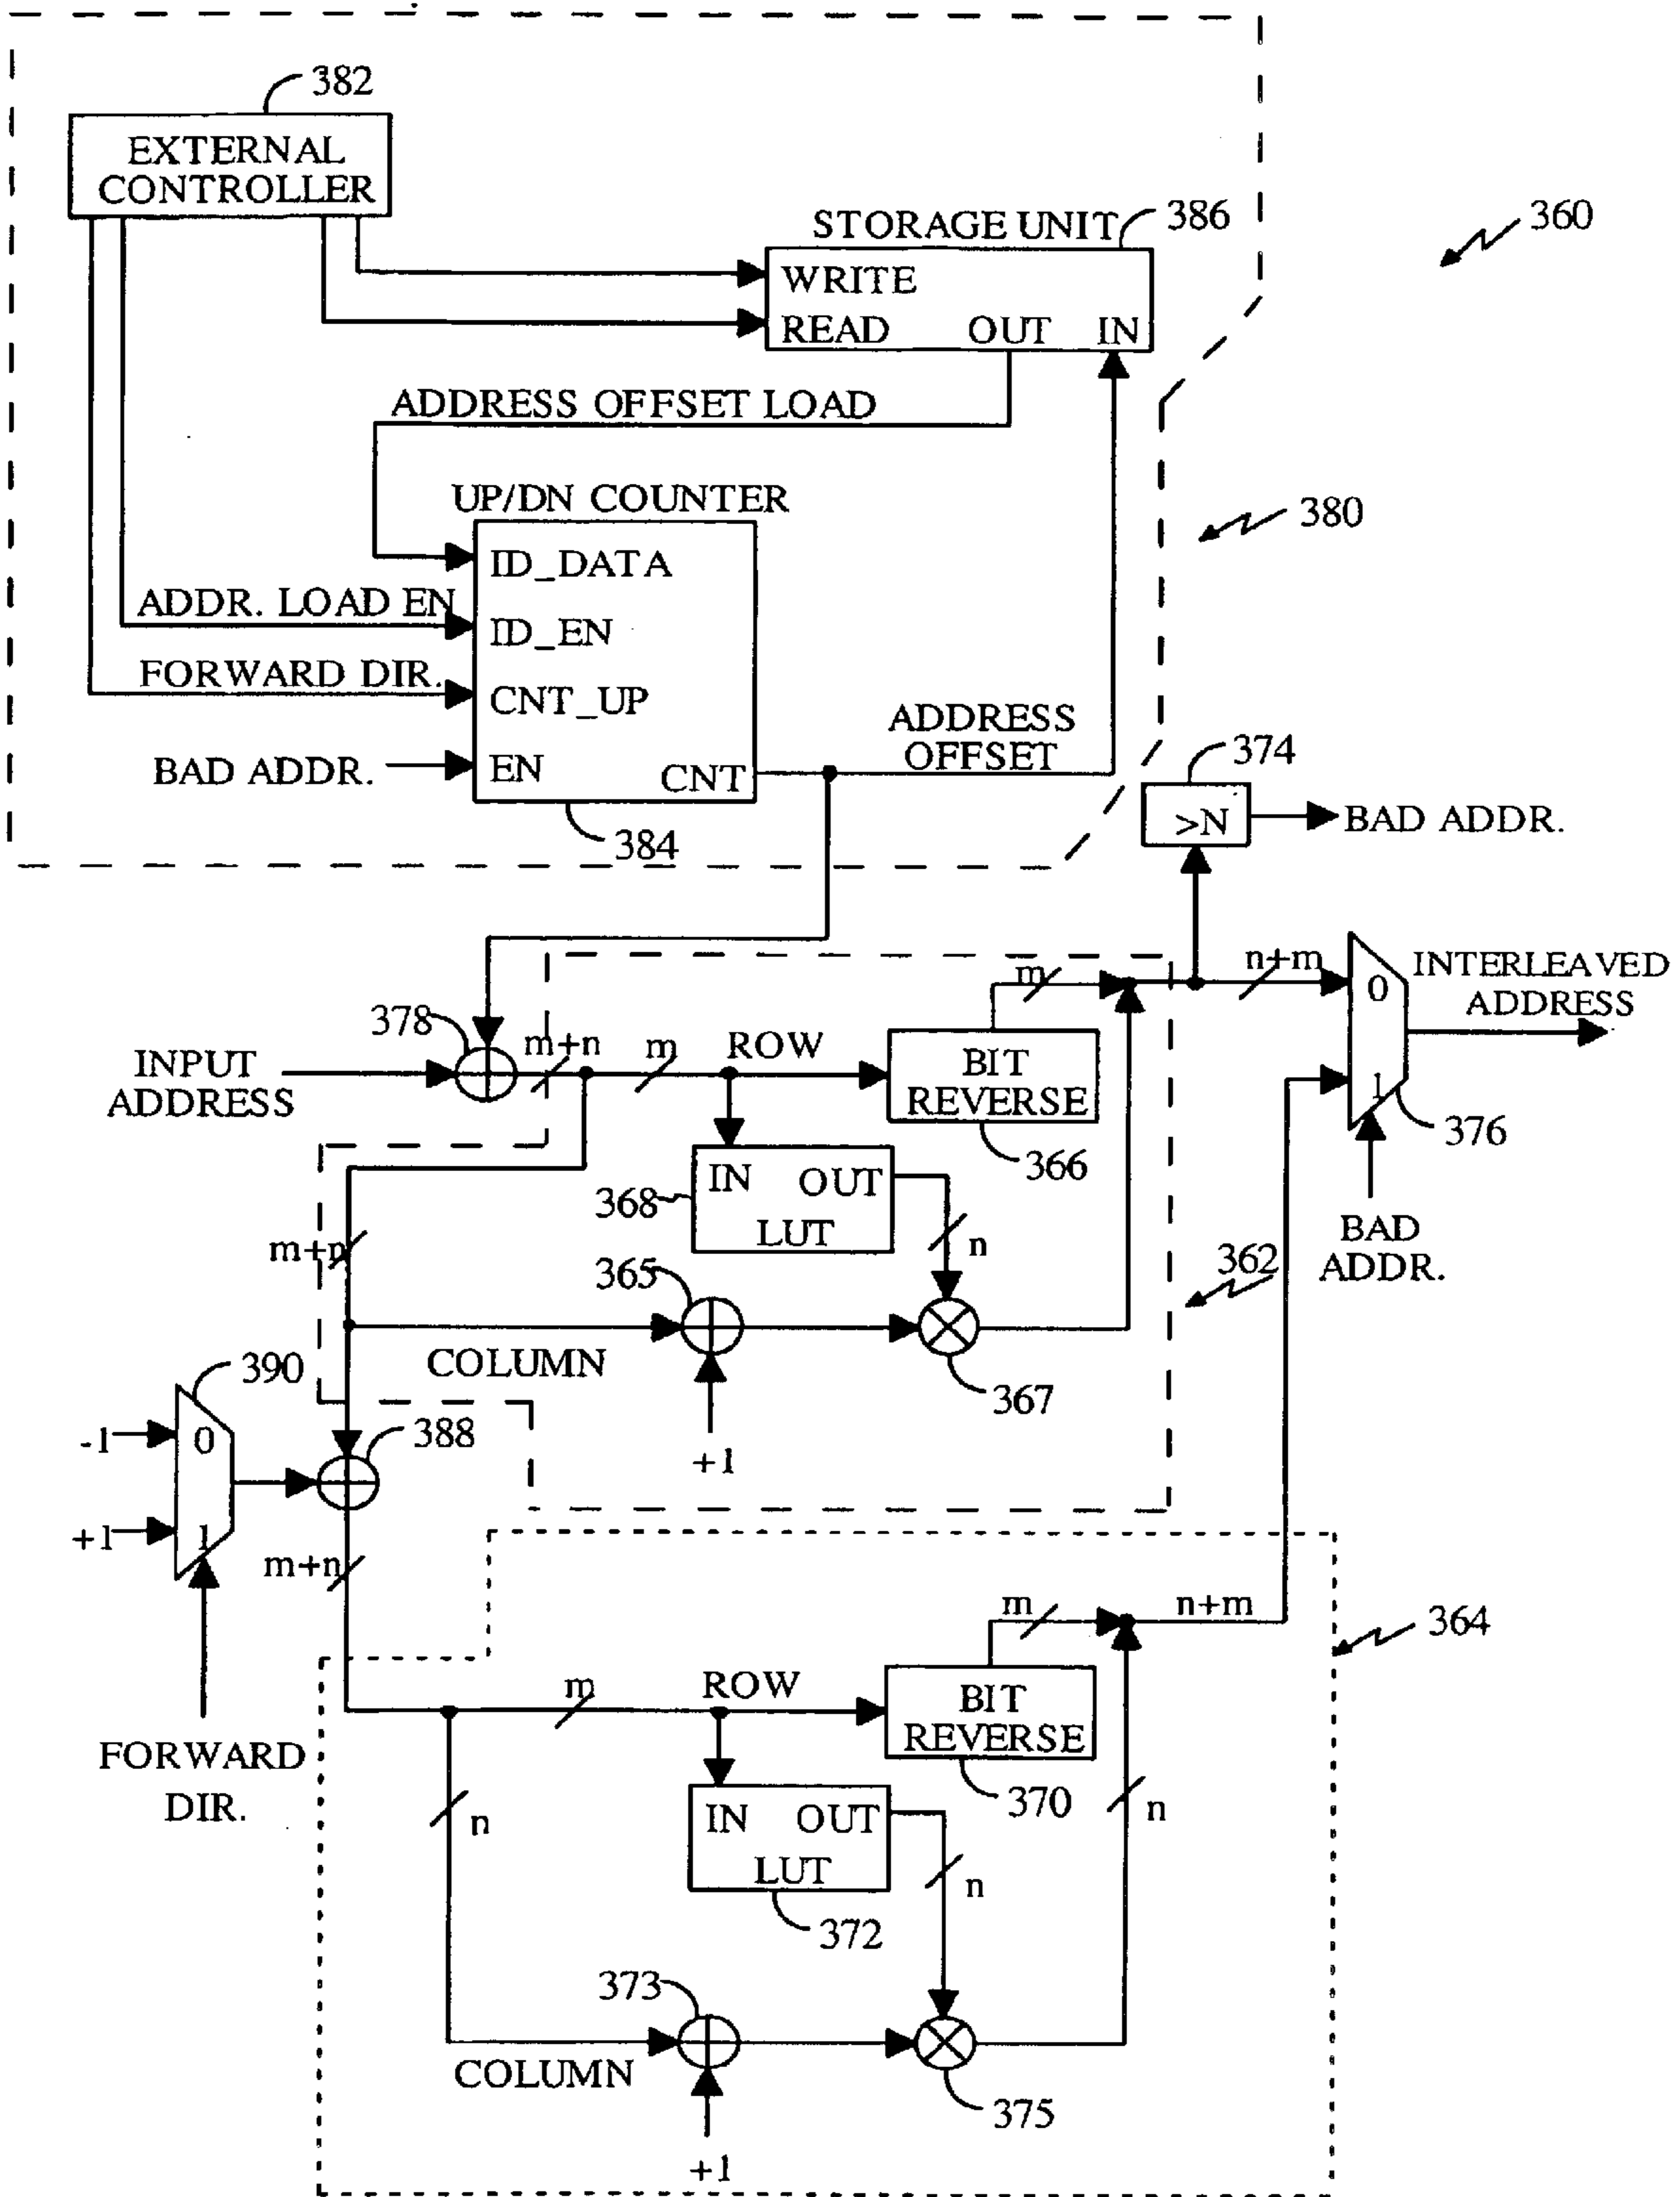 382
EXTERNAL
CONTROLLER
STORAGE UNIT
386
360
WRITE
READ OUT IN
ADDRESS OFFSET LOAD
UP/DN COUNTER
380
ID_DATA
ADDR. LOAD EN
ID_EN
FORWARD DIR.
CNT_UP
ADDRESS
OFFSET
374
BAD ADDR.
EN
CNT
>N
BAD ADDR.
384
n+m
INTERLEAVED
ADDRESS
m
0
378
m+n
m
ROW
BIT
REVERSE
INPUT
ADDRESS
1
376
366
IN OUT
LUT
368
n
BAD
ADDR.
m+n
362
365
COLUMN
367
390
388
-1
0
+1
+1
1
m+n
m
n+m
364
m
ROW
BIT
REVERSE
FORWARD
DIR.
370
n
IN OUT
LUT
n
n
372
373
COLUMN
375
+1